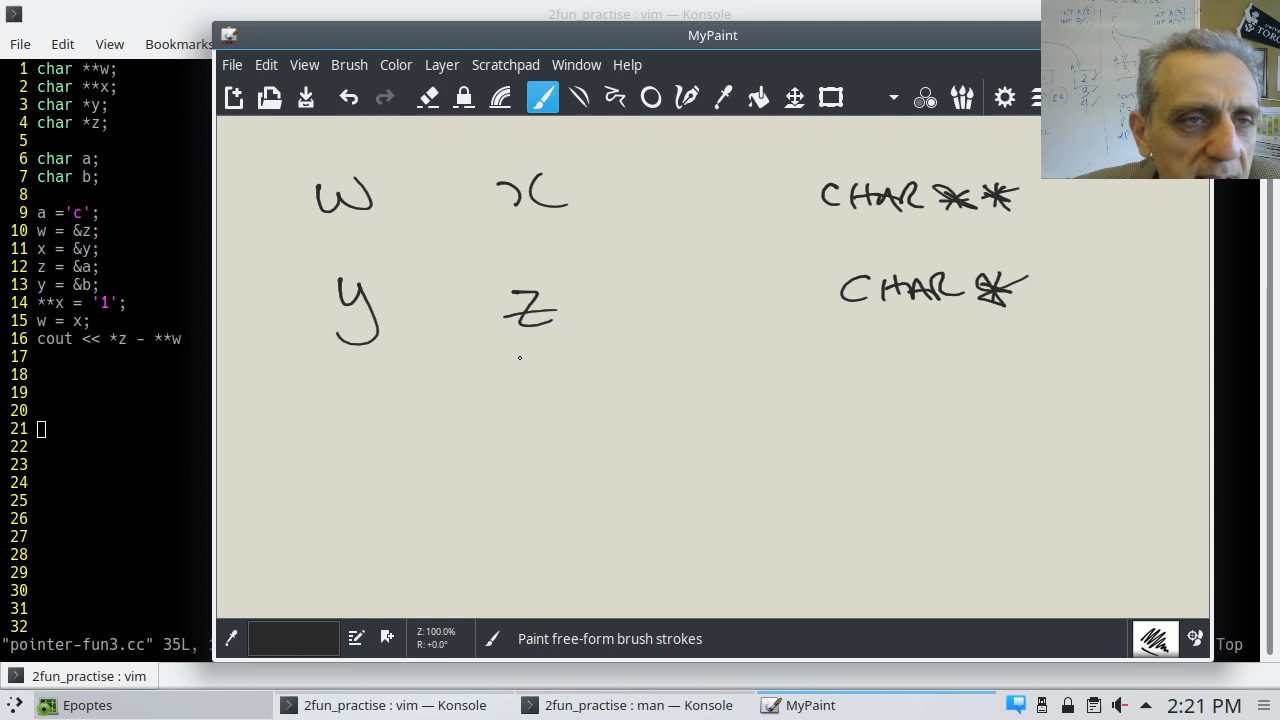 2fun_practise : vim — Konsole
MyPaint
File Edit View Bookmarks
File Edit View Brush Color Layer Scratchpad Window Help
1 char **w;
2 char **x;
3 char *y;
4 char *z;
5
6 char a;
7 char b;
8
9 a ='c';
10 w = &z;
11 x = &y;
12 z = &a;
13 y = &b;
14 **x = '1';
15 w = x;
16 cout << *z - **w
17
18
19
20
21
22
23
24
25
26
27
28
29
30
31
32
"pointer-fun3.cc" 35L,
Top
w x CHAR **
y z CHAR *
Z: 100.0%
R: +0.0°
Paint free-form brush strokes
2fun_practise : vim
Epoptes
2fun_practise : vim — Konsole
2fun_practise : man — Konsole
MyPaint
2:21 PM